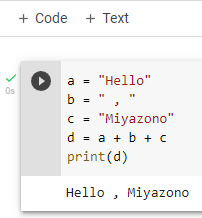 + Code + Text
0s
a = "Hello"
b = " , "
c = "Miyazono"
d = a + b + c
print(d)
Hello , Miyazono